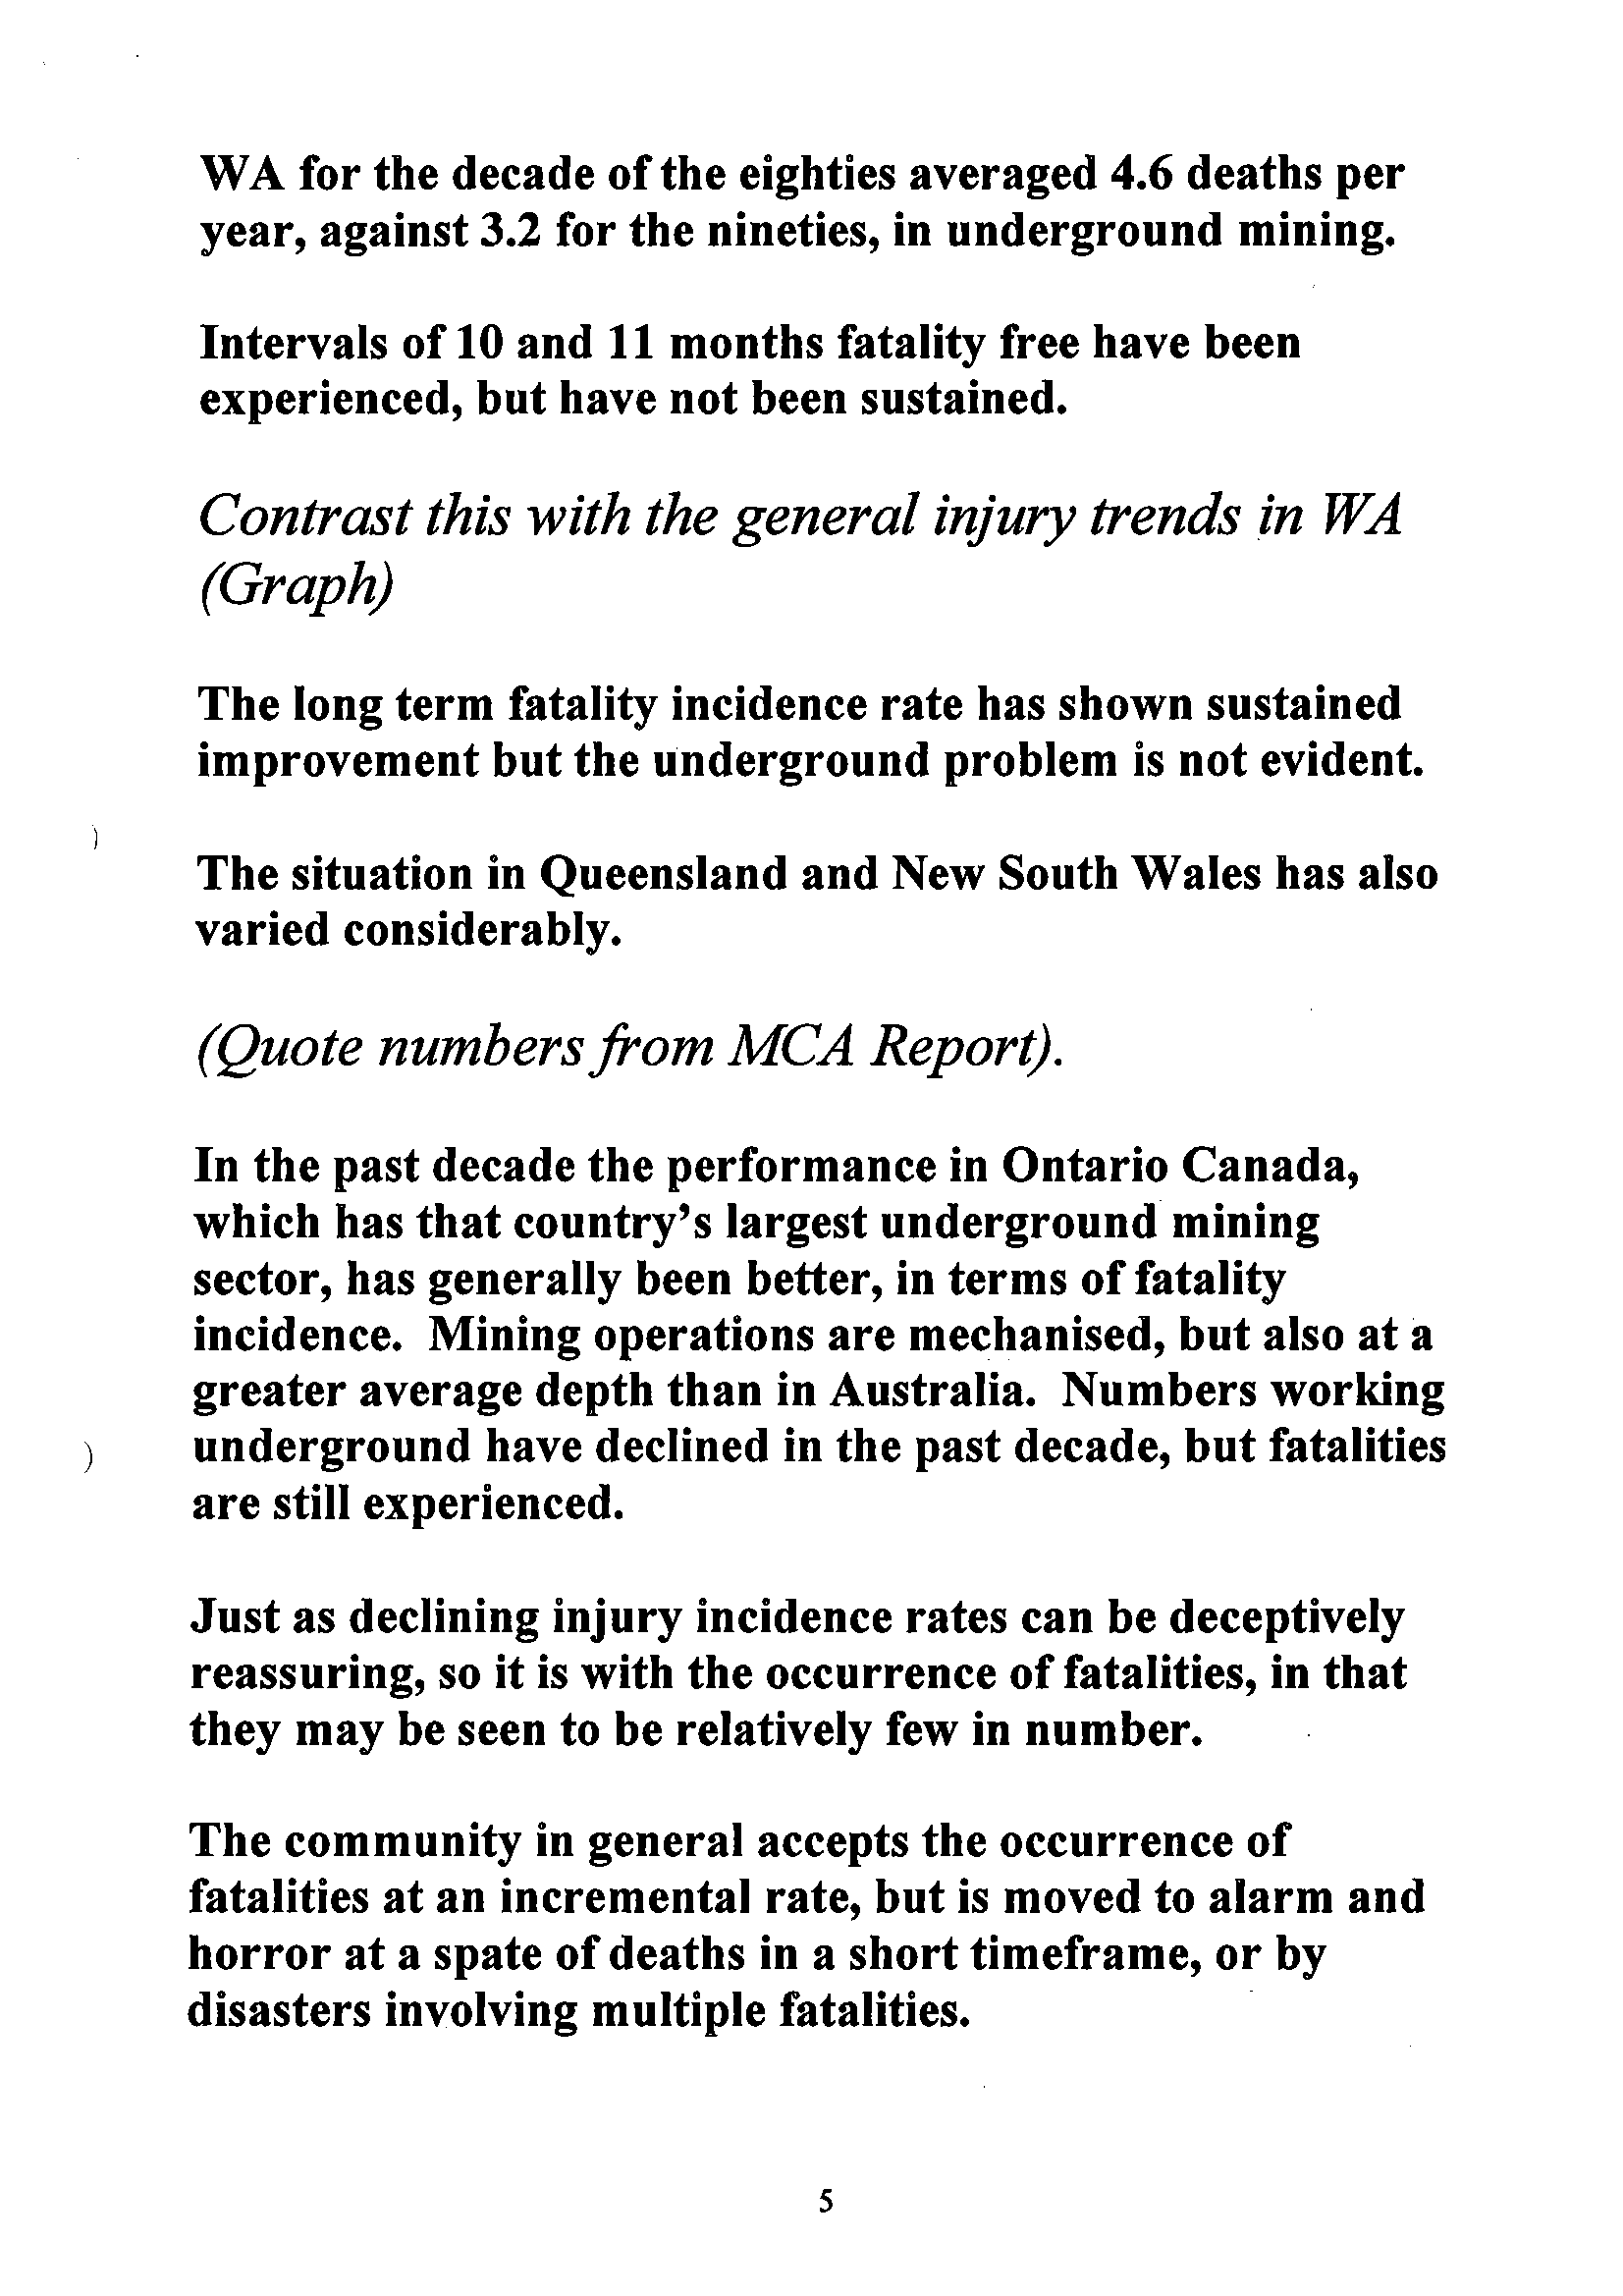 WA for the decade of the eighties averaged 4.6 deaths per
year, against 3.2 for the nineties, in underground mining.
Intervals of 10 and 11 months fatality free have been
experienced, but have not been sustained.
Contrast this with the general injury trends in WA
(Graph)
The long term fatality incidence rate has shown sustained
improvement but the underground problem is not evident.
The situation in Queensland and New South Wales has also
varied considerably.
(Quote numbers from MCA Report).
In the past decade the performance in Ontario Canada,
which has that country's largest underground mining
sector, has generally been better, in terms of fatality
incidence.  Mining operations are mechanised, but also at a
greater average depth than in Australia.  Numbers working
underground have declined in the past decade, but fatalities
are still experienced.
Just as declining injury incidence rates can be deceptively
reassuring, so it is with the occurrence of fatalities, in that
they may be seen to be relatively few in number.
The community in general accepts the occurrence of
fatalities at an incremental rate, but is moved to alarm and
horror at a spate of deaths in a short timeframe, or by
disasters involving multiple fatalities.
5